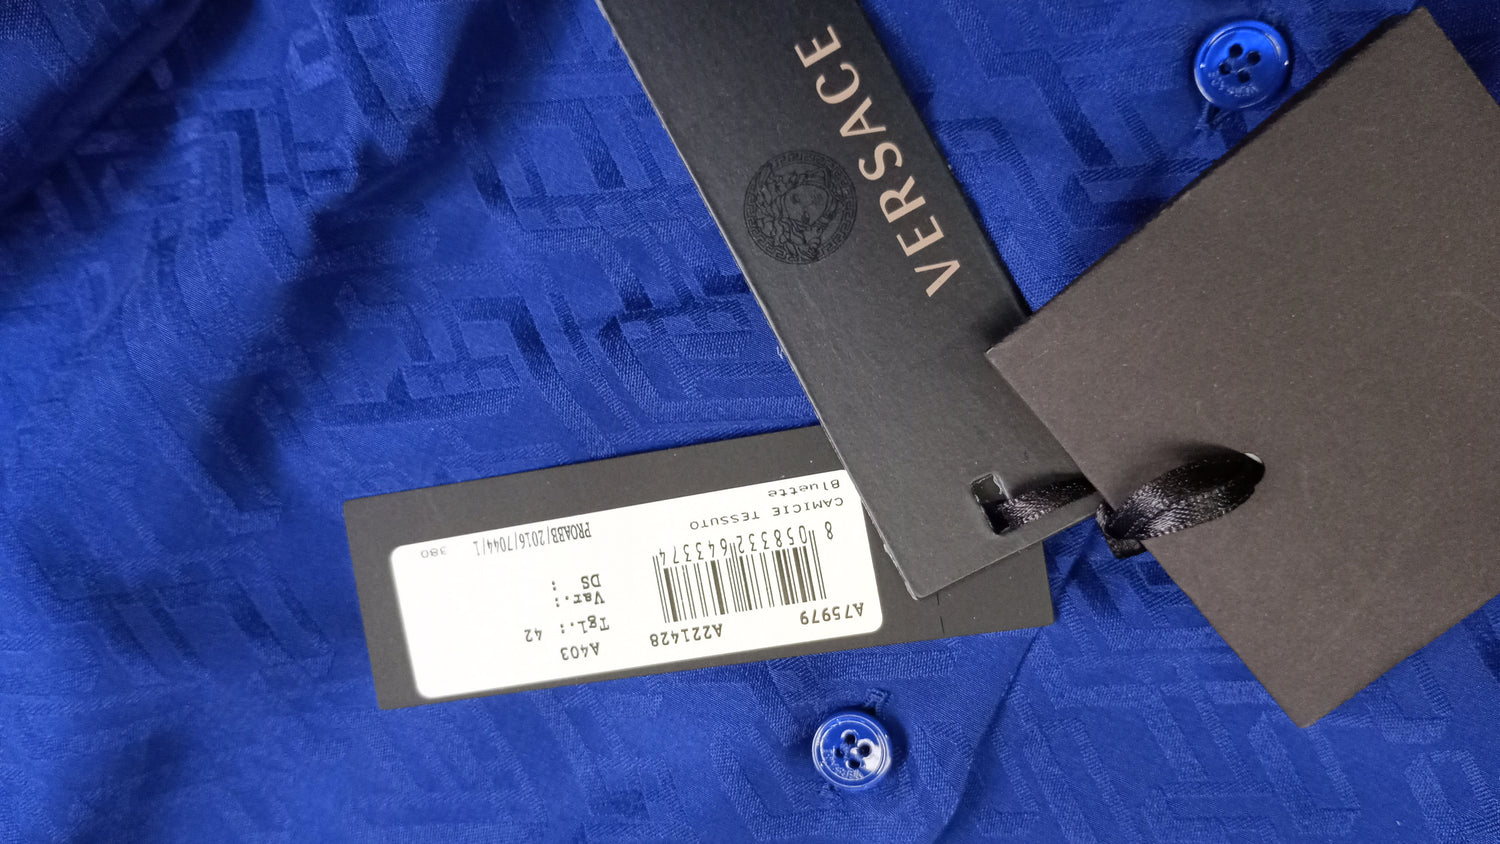 VERSACE
A75979 A221428 A403
Tgl.: 42
Var.:
DS :
8 058332 643374
CAMICIE TESSUTO PROABB/2016/7044/1
Bluette 380